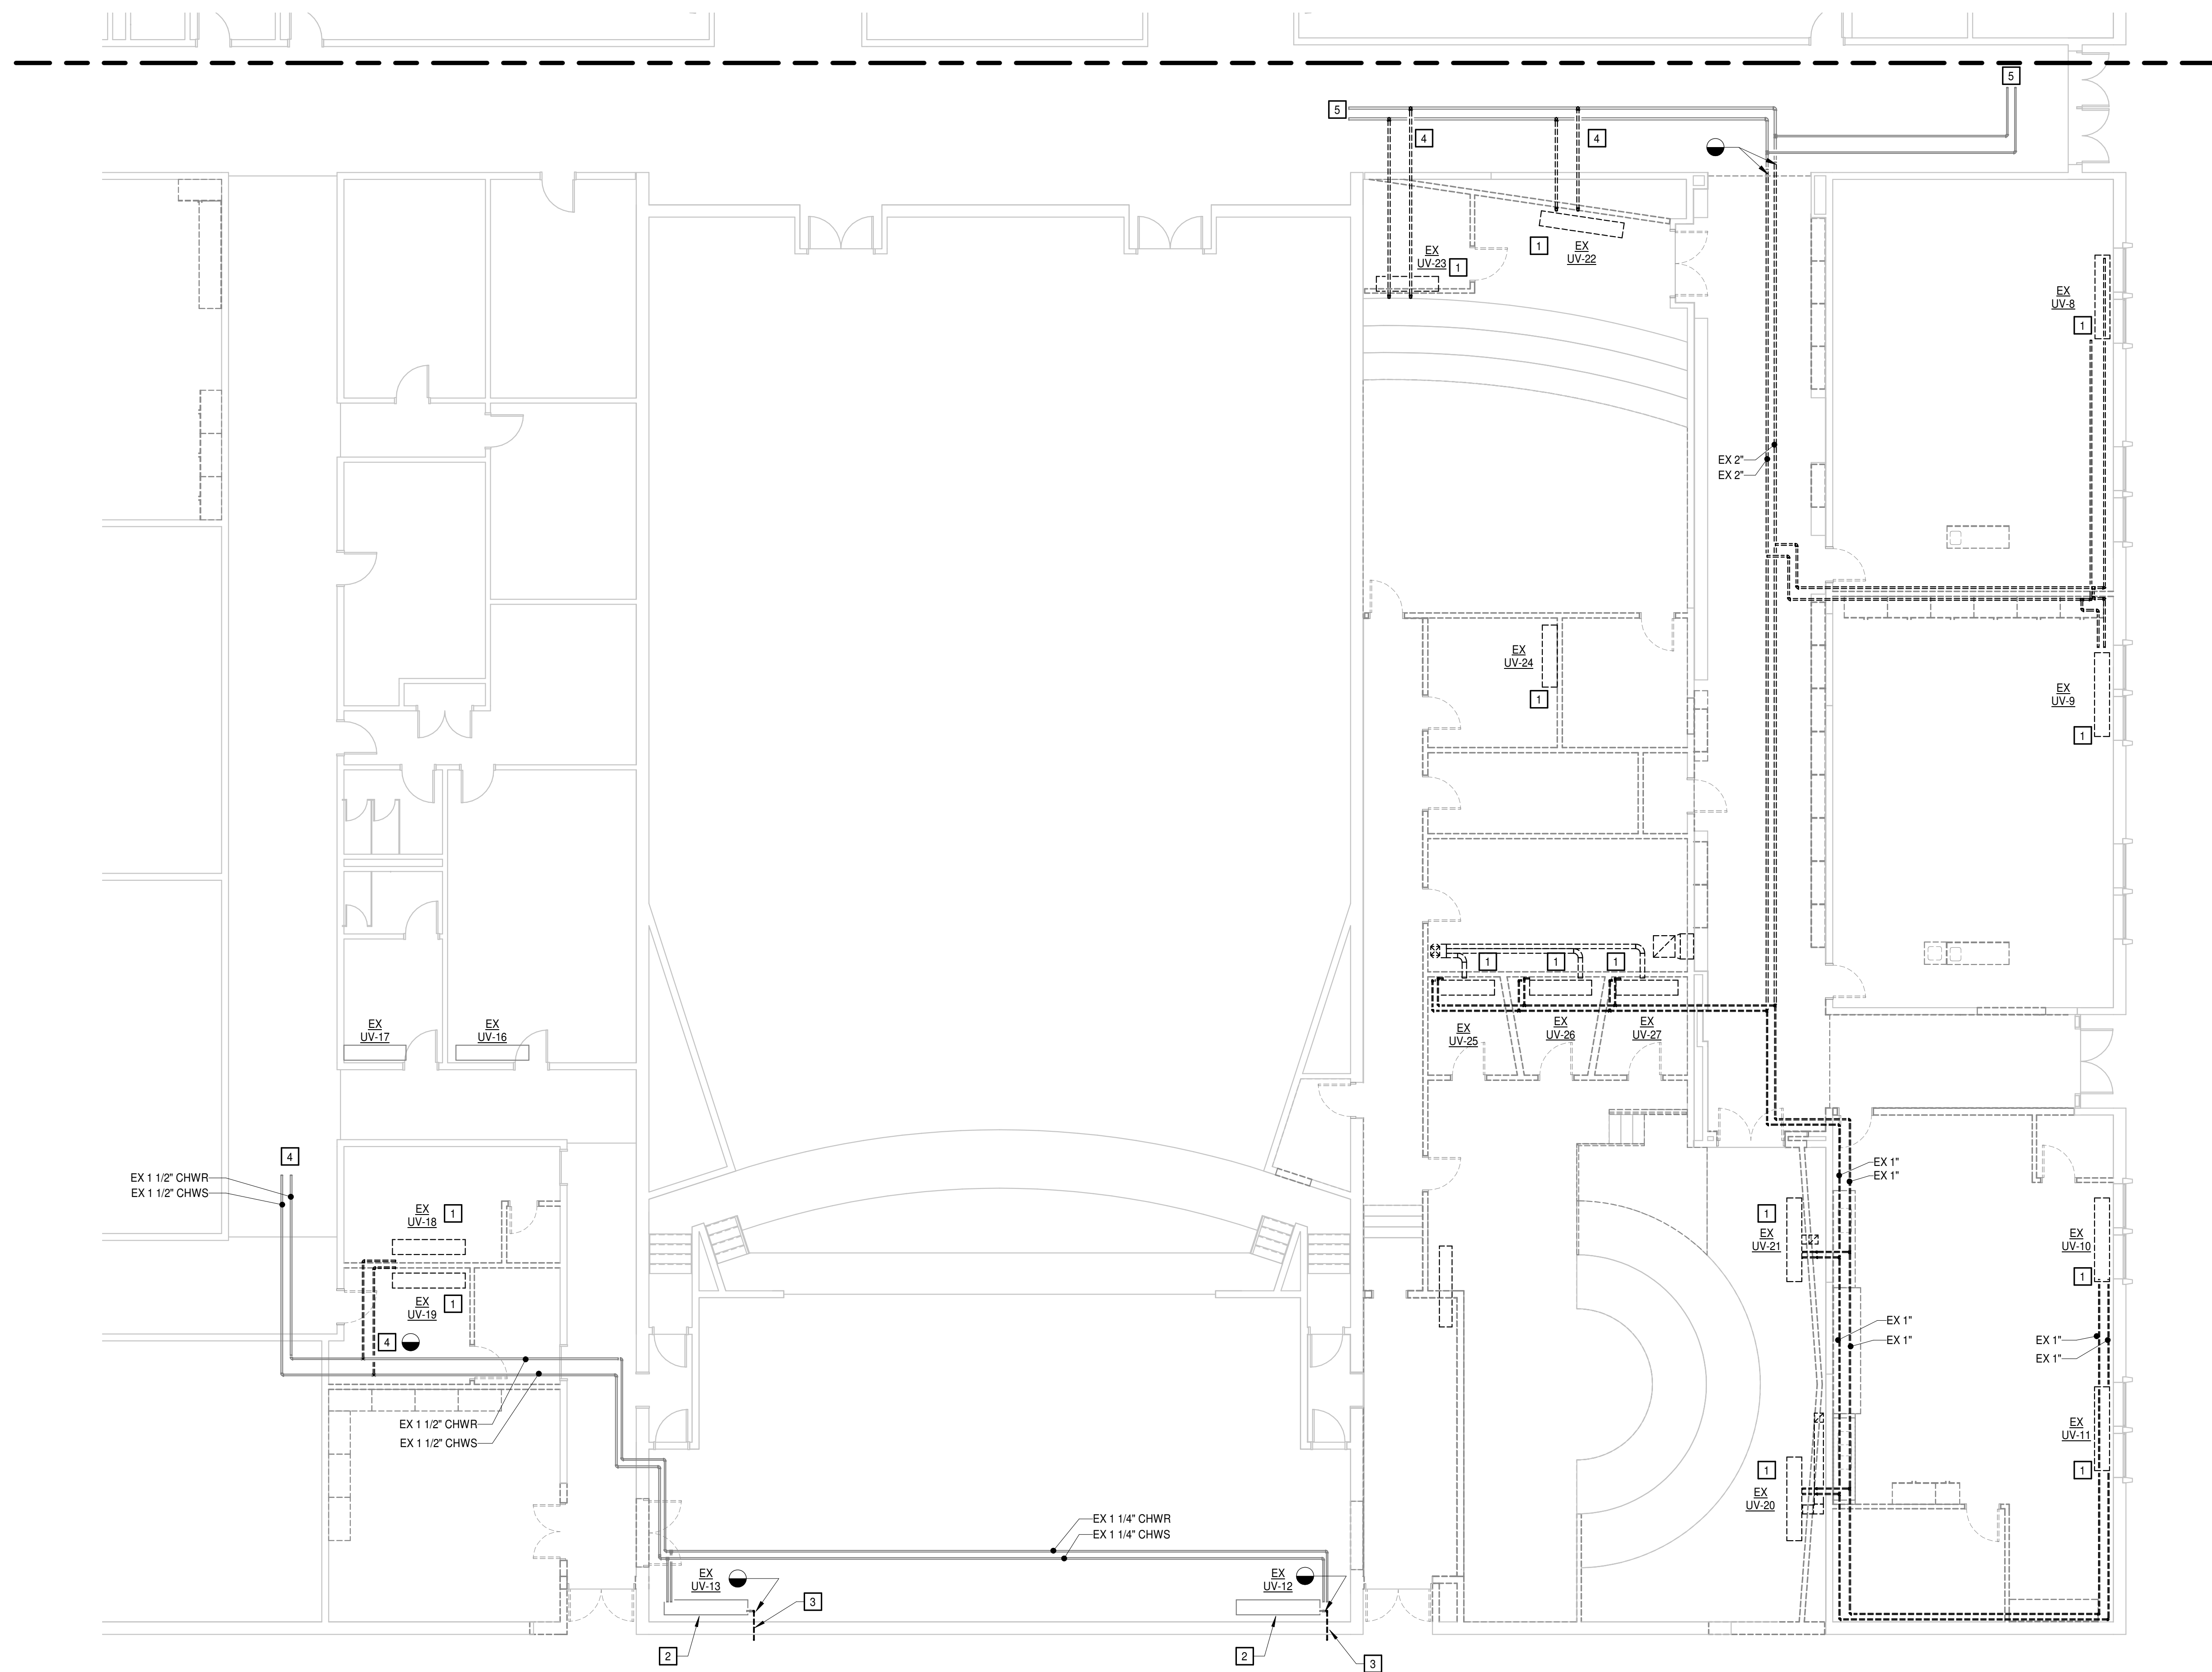 5
5
4
4
EX
UV-23
1
1
EX
UV-22
EX
UV-8
1
EX 2"
EX 2"
EX
UV-24
1
EX
UV-9
1
1
1
1
EX
UV-17
EX
UV-16
EX
UV-25
EX
UV-26
EX
UV-27
4
EX 1 1/2" CHWR
EX 1 1/2" CHWS
EX 1"
EX 1"
EX
UV-18
1
1
EX
UV-21
EX
UV-10
1
EX
UV-19
1
4
EX 1"
EX 1"
EX 1"
EX 1"
EX 1 1/2" CHWR
EX 1 1/2" CHWS
EX
UV-11
1
1
EX
UV-20
EX 1 1/4" CHWR
EX 1 1/4" CHWS
EX
UV-13
3
EX
UV-12
2
2
3